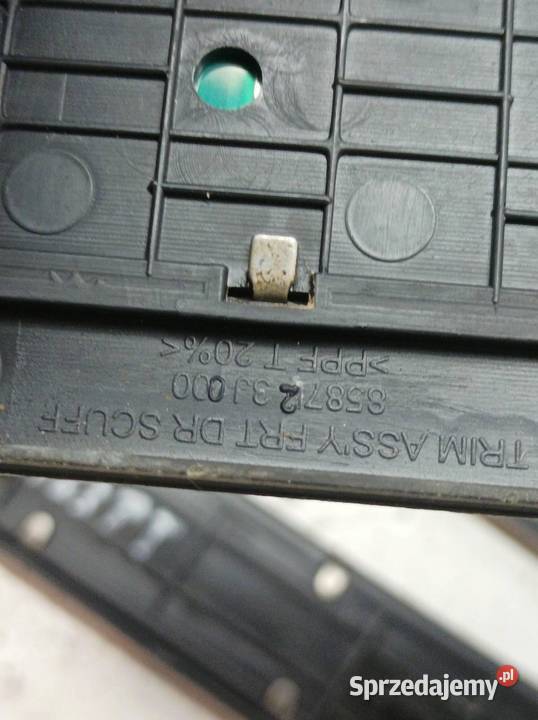 TRIM ASS'Y FRT DR SCUFF
85872 3J000
>PPF T 20%<
Sprzedajemy.pl